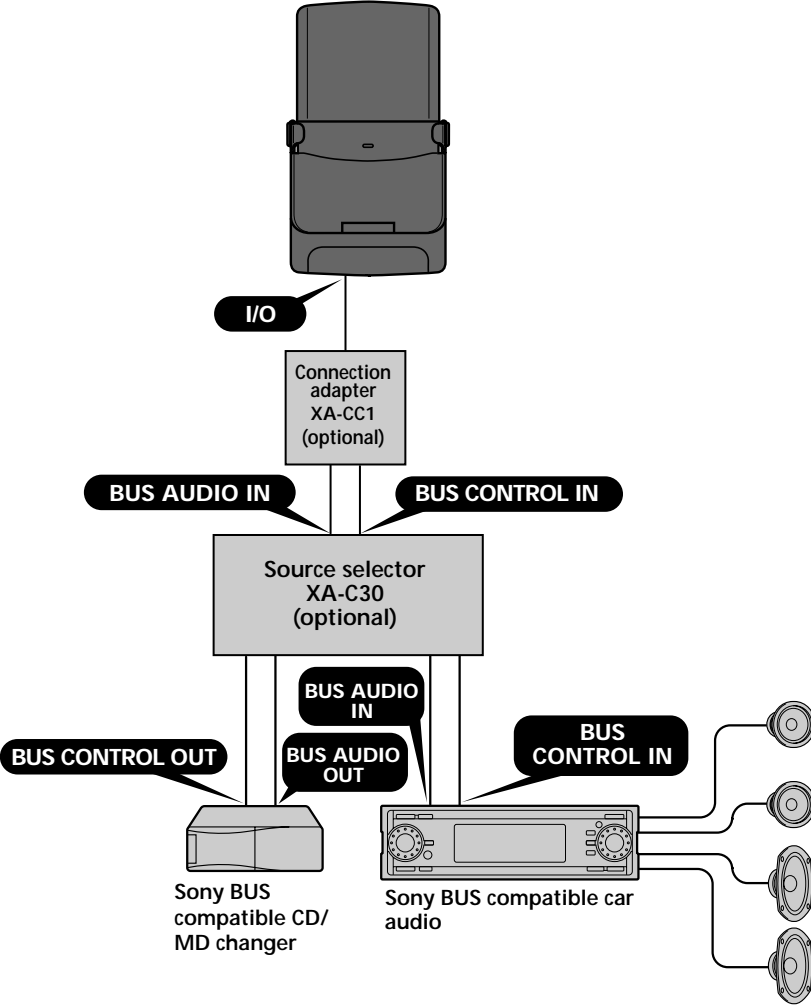 I/O
Connection
adapter
XA-CC1
(optional)
BUS AUDIO IN
BUS CONTROL IN
Source selector
XA-C30
(optional)
BUS AUDIO
IN
BUS
CONTROL IN
BUS CONTROL OUT
BUS AUDIO
OUT
Sony BUS
compatible CD/
MD changer
Sony BUS compatible car
audio